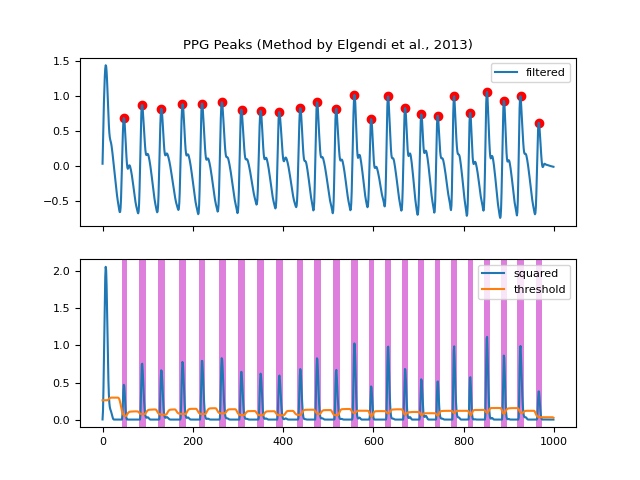 PPG Peaks (Method by Elgendi et al., 2013)
1.5
1.0
0.5
0.0
−0.5
filtered
2.0
1.5
1.0
0.5
0.0
squared
threshold
0 200 400 600 800 1000